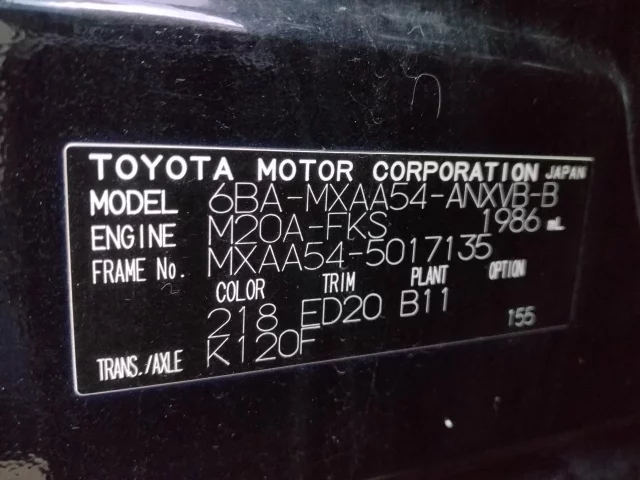 TOYOTA MOTOR CORPORATION JAPAN
MODEL 6BA-MXAA54-ANXVB-B
ENGINE M20A-FKS 1986 mL
FRAME No. MXAA54-5017135
COLOR TRIM PLANT OPTION
218 ED20 B11 155
TRANS./AXLE K120F